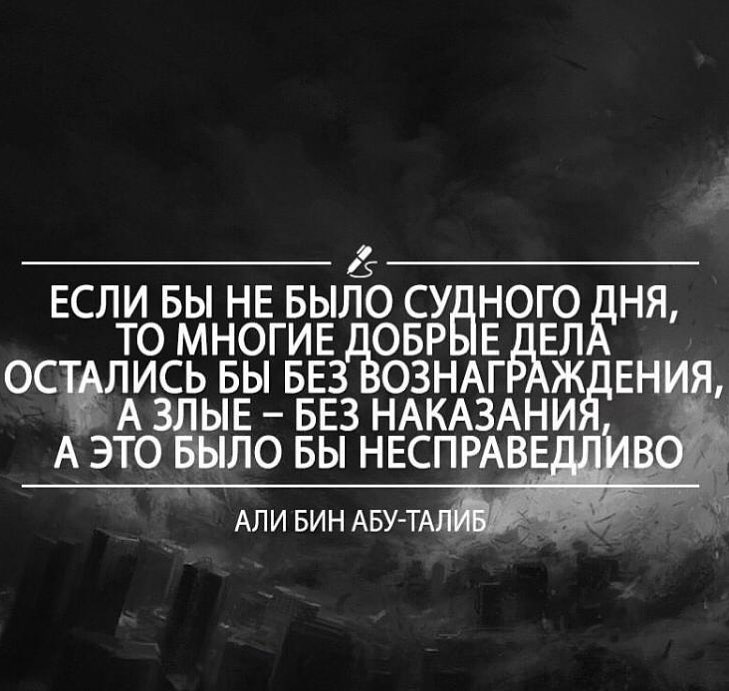 ЕСЛИ БЫ НЕ БЫЛО СУДНОГО ДНЯ,
ТО МНОГИЕ ДОБРЫЕ ДЕЛА
ОСТАЛИСЬ БЫ БЕЗ ВОЗНАГРАЖДЕНИЯ,
А ЗЛЫЕ – БЕЗ НАКАЗАНИЯ,
А ЭТО БЫЛО БЫ НЕСПРАВЕДЛИВО
АЛИ БИН АБУ-ТАЛИБ